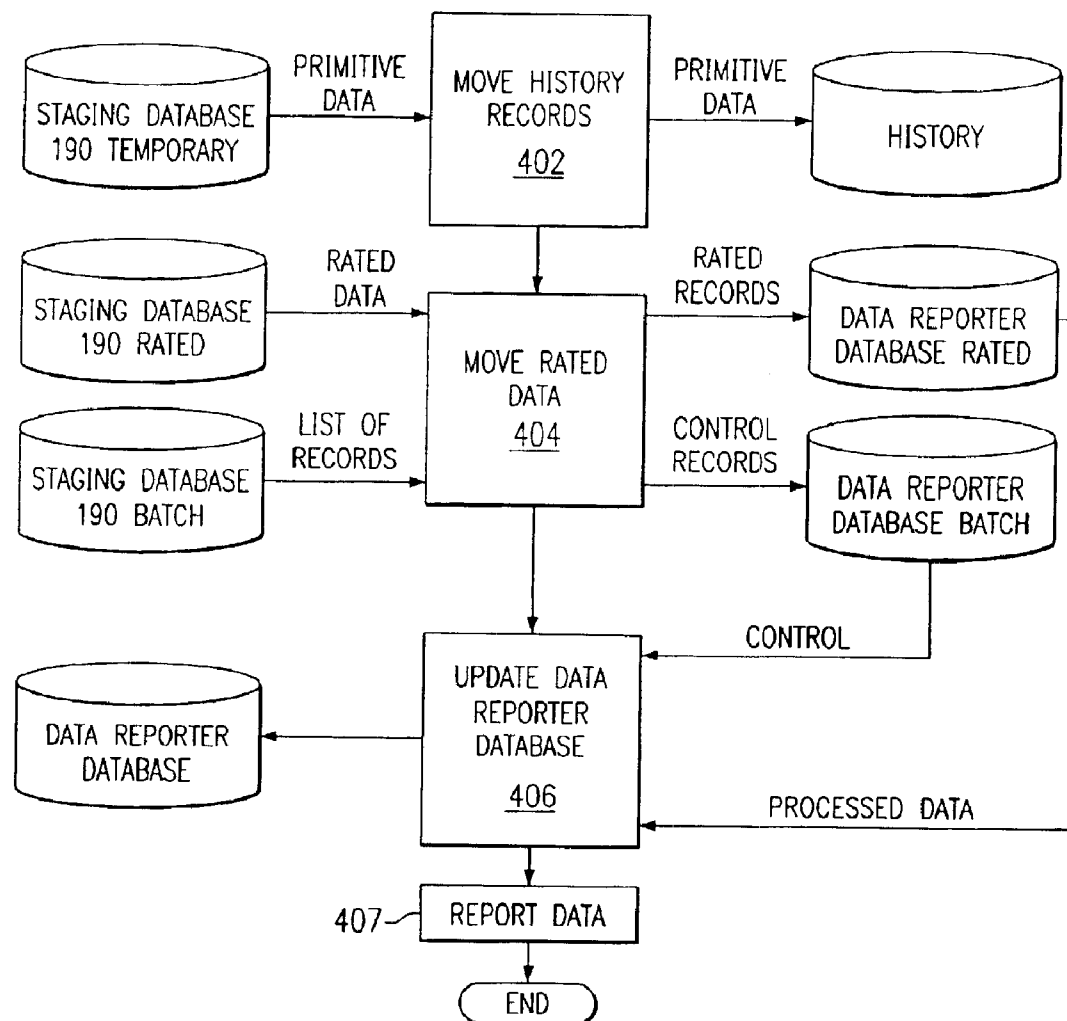 PRIMITIVE
DATA
STAGING DATABASE
190 TEMPORARY
MOVE HISTORY
RECORDS
402
PRIMITIVE
DATA
HISTORY
RATED
DATA
STAGING DATABASE
190 RATED
LIST OF
RECORDS
STAGING DATABASE
190 BATCH
MOVE RATED
DATA
404
RATED
RECORDS
DATA REPORTER
DATABASE RATED
CONTROL
RECORDS
DATA REPORTER
DATABASE BATCH
CONTROL
UPDATE DATA
REPORTER
DATABASE
406
DATA REPORTER
DATABASE
PROCESSED DATA
407
REPORT DATA
END